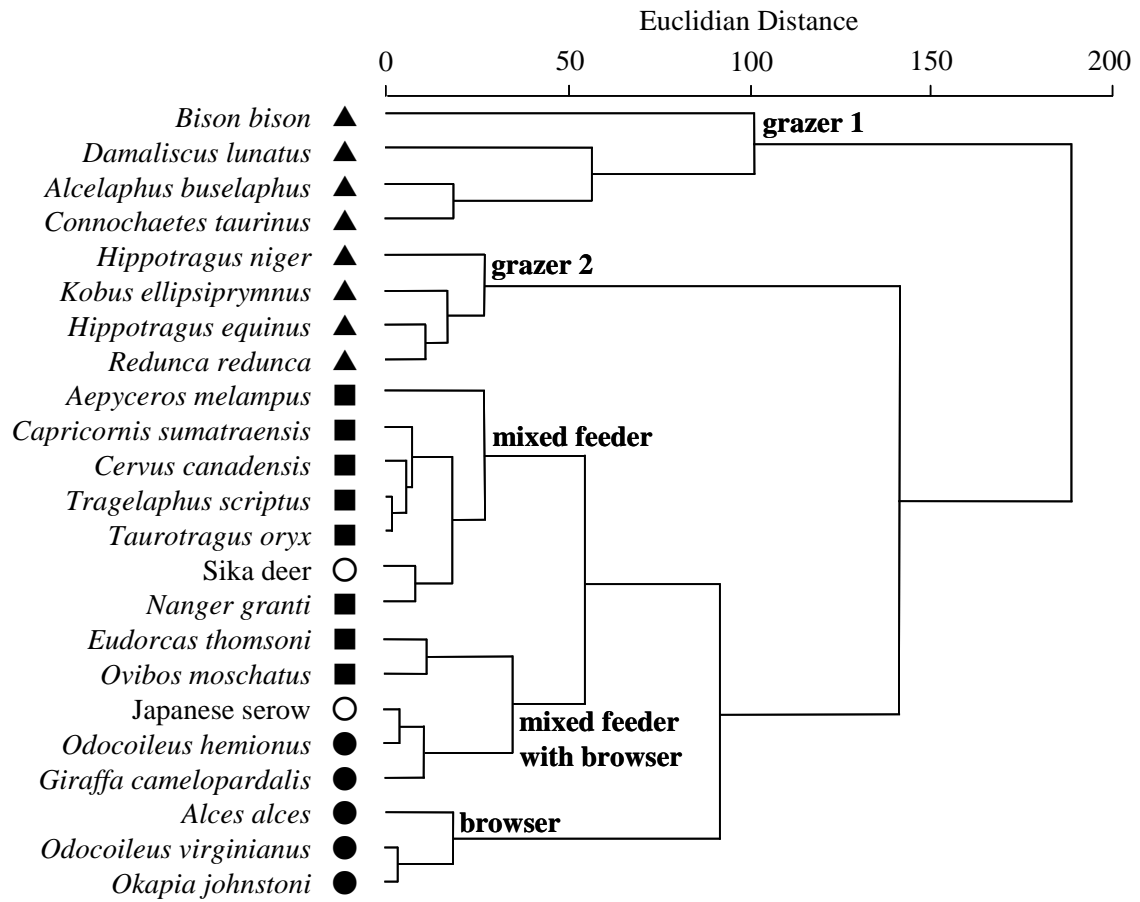 Euclidian Distance
0 50 100 150 200
Bison bison
grazer 1
Damaliscus lunatus
Alcelaphus buselaphus
Connochaetes taurinus
Hippotragus niger
grazer 2
Kobus ellipsiprymnus
Hippotragus equinus
Redunca redunca
Aepyceros melampus
Capricornis sumatraensis
mixed feeder
Cervus canadensis
Tragelaphus scriptus
Taurotragus oryx
Sika deer
Nanger granti
Eudorcas thomsoni
Ovibos moschatus
Japanese serow
mixed feeder
with browser
Odocoileus hemionus
Giraffa camelopardalis
Alces alces
browser
Odocoileus virginianus
Okapia johnstoni